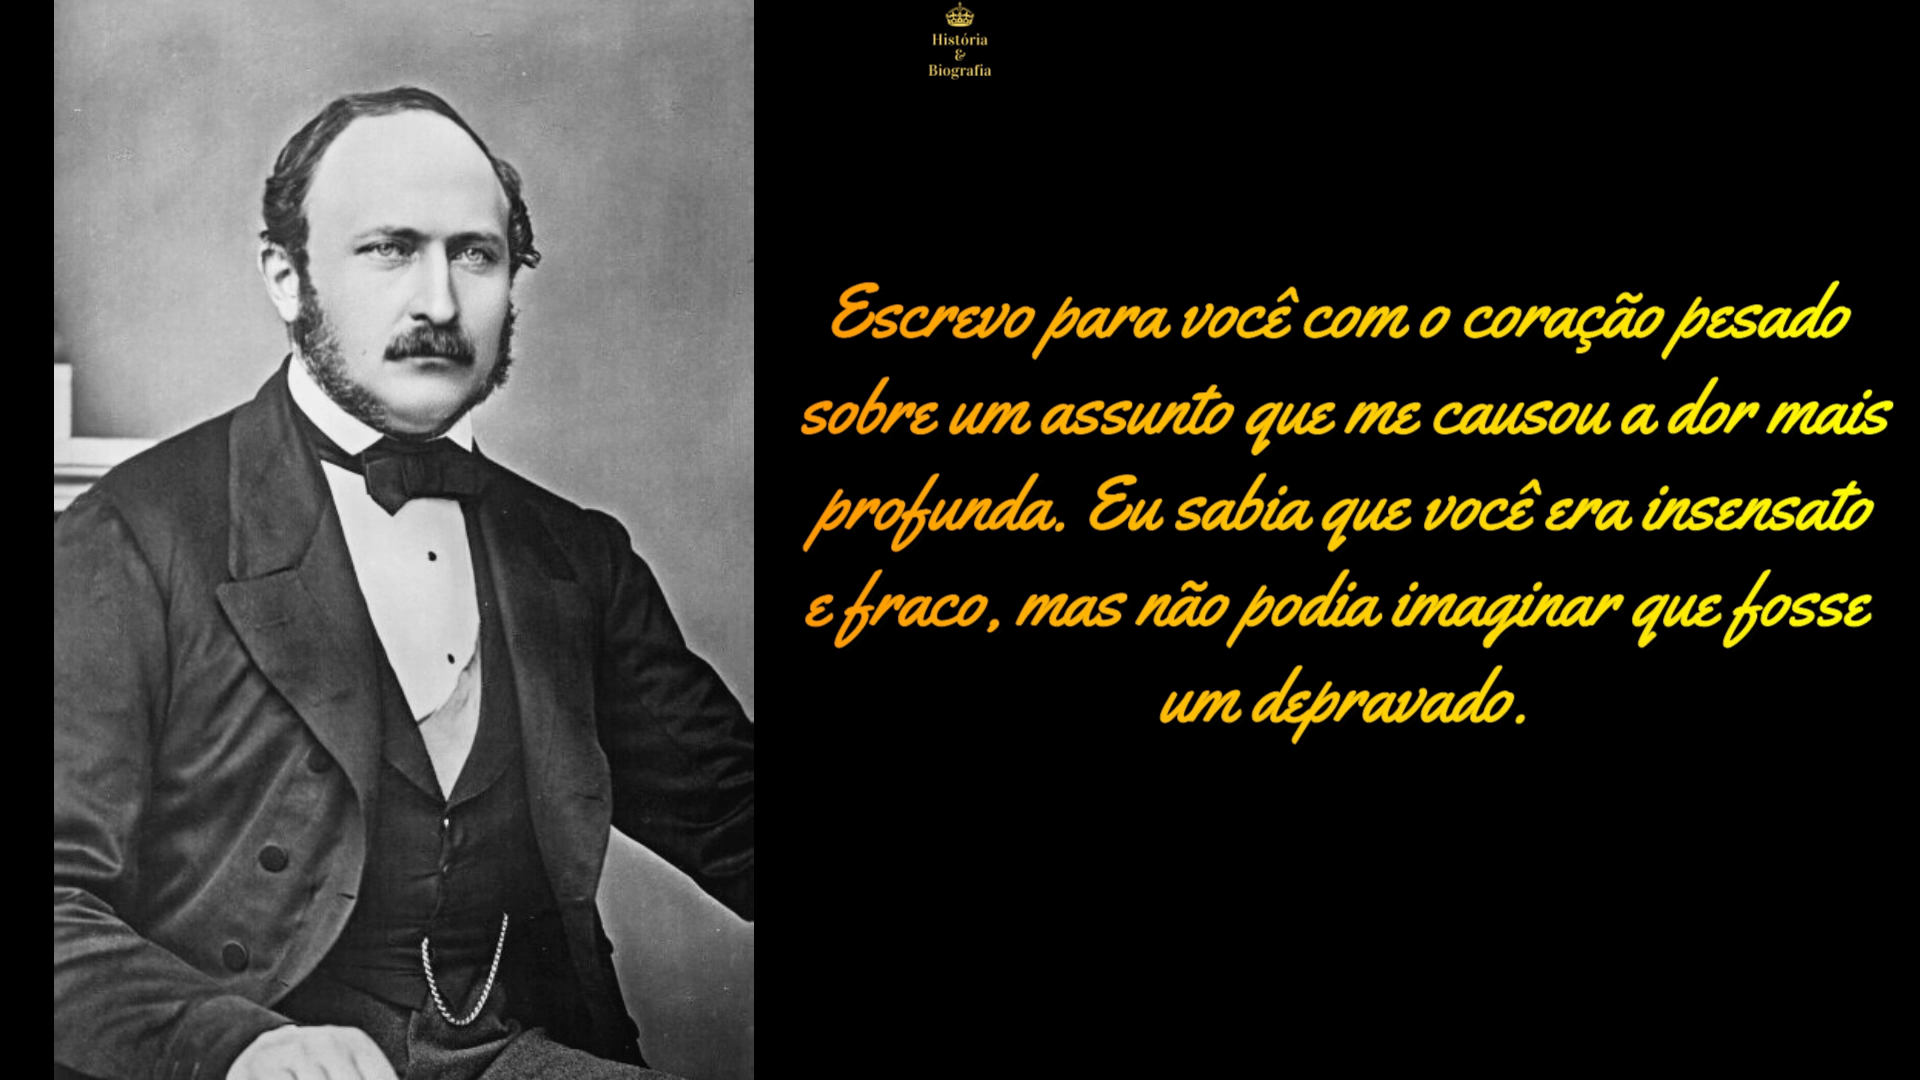 História
&
Biografia
Escrevo para você com o coração pesado
sobre um assunto que me causou a dor mais
profunda. Eu sabia que você era insensato
e fraco, mas não podia imaginar que fosse
um depravado.